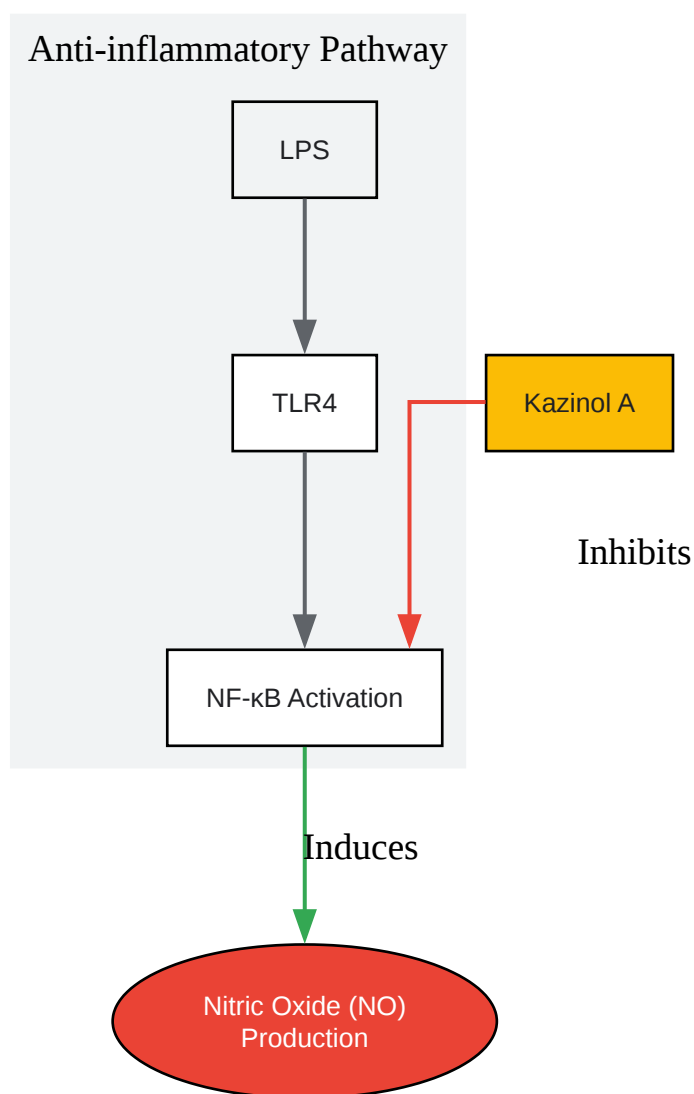 Anti-inflammatory Pathway
LPS
TLR4
Kazinol A
Inhibits
NF-κB Activation
Induces
Nitric Oxide (NO)
Production